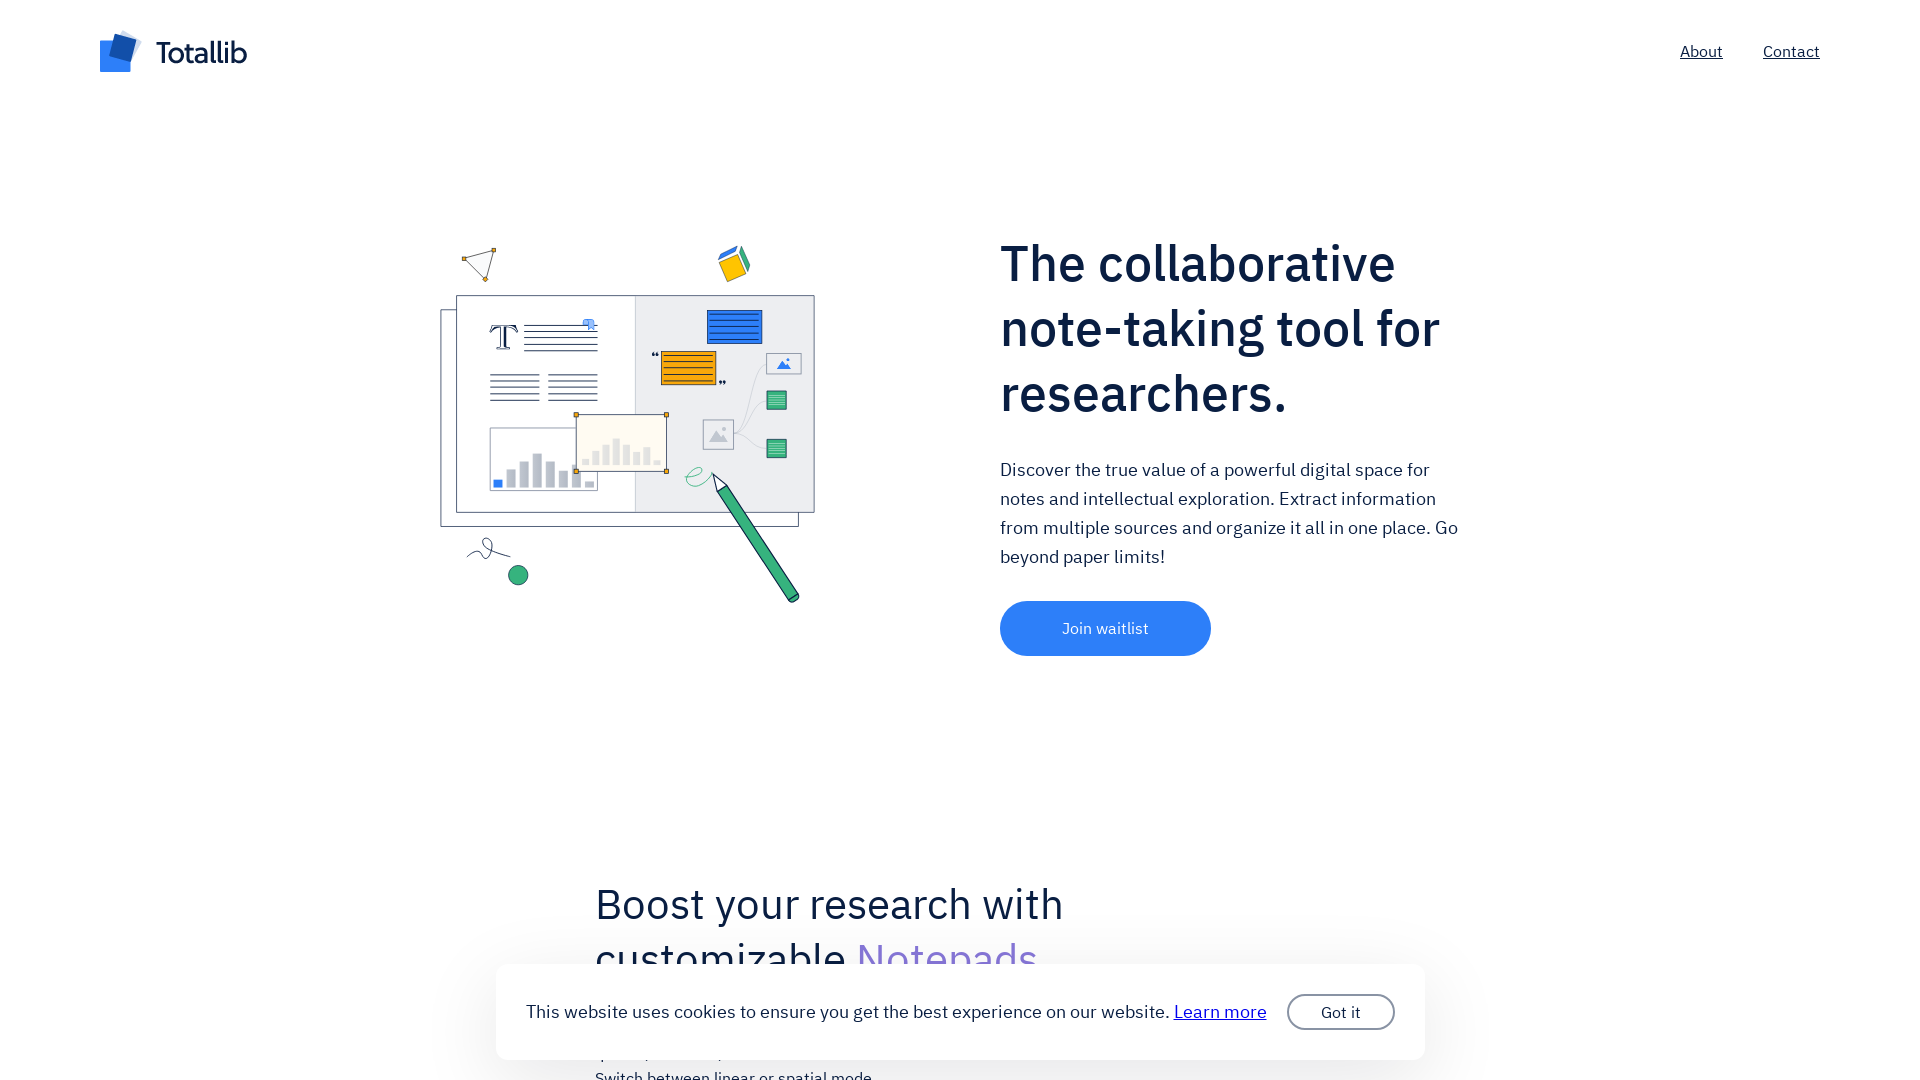 Totallib
About
Contact
T
The collaborative
note-taking tool for
researchers.
Discover the true value of a powerful digital space for
notes and intellectual exploration. Extract information
from multiple sources and organize it all in one place. Go
beyond paper limits!
Join waitlist
Boost your research with
customizable Notepads
This website uses cookies to ensure you get the best experience on our website. Learn more
Got it
Switch between linear or spatial mode